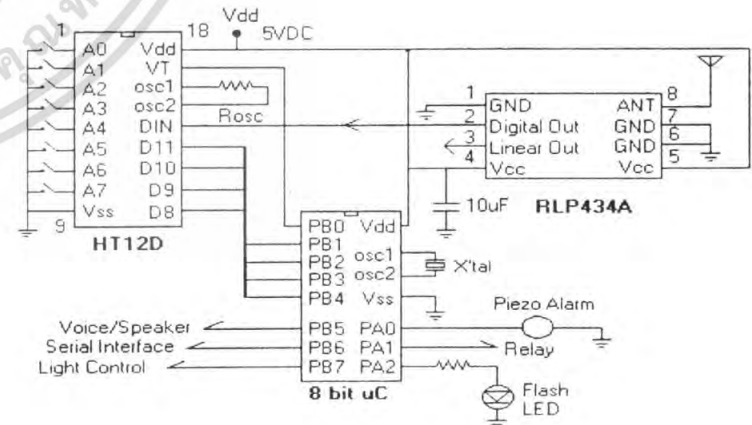 Vdd
5VDC
1
18
A0 Vdd
A1 VT
A2 osc1
A3 osc2
A4 DIN
A5 D11
A6 D10
A7 D9
Vss D8
9
HT12D
Rosc
1 GND ANT 8
2 Digital Out GND 7
3 Linear Out GND 6
4 Vcc Vcc 5
10uF
RLP434A
PB0 Vdd
PB1
PB2 osc1
PB3 osc2
PB4 Vss
PB5 PA0
PB6 PA1
PB7 PA2
8 bit uC
X'tal
Voice/Speaker
Serial Interface
Light Control
Piezo Alarm
Relay
Flash
LED